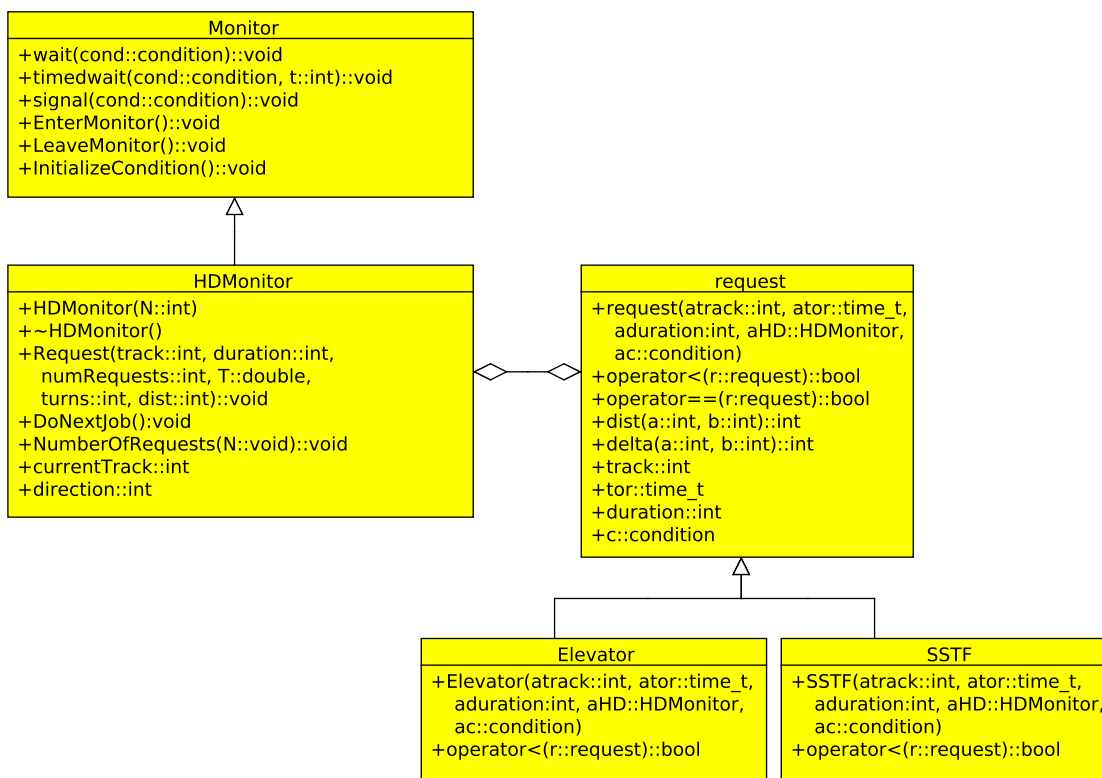 Monitor
+wait(cond::condition)::void
+timedwait(cond::condition, t::int)::void
+signal(cond::condition)::void
+EnterMonitor()::void
+LeaveMonitor()::void
+InitializeCondition()::void
HDMonitor
+HDMonitor(N::int)
+~HDMonitor()
+Request(track::int, duration::int,
numRequests::int, T::double,
turns::int, dist::int)::void
+DoNextJob():void
+NumberOfRequests(N::void)::void
+currentTrack::int
+direction::int
request
+request(atrack::int, ator::time_t,
aduration:int, aHD::HDMonitor,
ac::condition)
+operator<(r::request)::bool
+operator==(r:request)::bool
+dist(a::int, b::int)::int
+delta(a::int, b::int)::int
+track::int
+tor::time_t
+duration::int
+c::condition
Elevator
+Elevator(atrack::int, ator::time_t,
aduration:int, aHD::HDMonitor,
ac::condition)
+operator<(r::request)::bool
SSTF
+SSTF(atrack::int, ator::time_t,
aduration:int, aHD::HDMonitor,
ac::condition)
+operator<(r::request)::bool